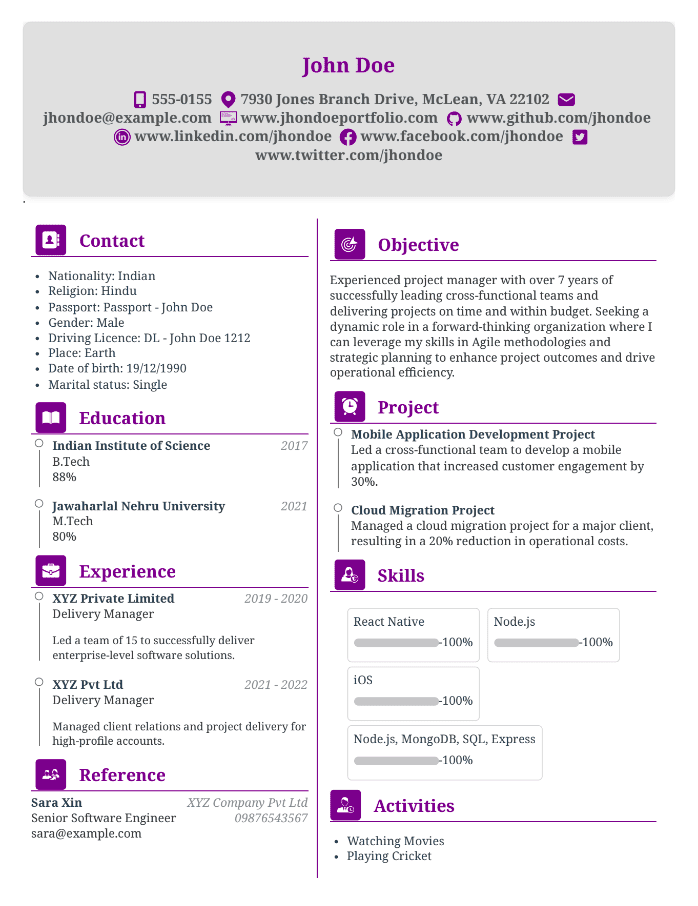 John Doe
555-0155 7930 Jones Branch Drive, McLean, VA 22102
jhondoe@example.com www.jhondoeportfolio.com www.github.com/jhondoe
www.linkedin.com/jhondoe www.facebook.com/jhondoe
www.twitter.com/jhondoe
.
Contact
• Nationality: Indian
• Religion: Hindu
• Passport: Passport - John Doe
• Gender: Male
• Driving Licence: DL - John Doe 1212
• Place: Earth
• Date of birth: 19/12/1990
• Marital status: Single
Education
Indian Institute of Science 2017
B.Tech
88%
Jawaharlal Nehru University 2021
M.Tech
80%
Experience
XYZ Private Limited 2019 - 2020
Delivery Manager
Led a team of 15 to successfully deliver
enterprise-level software solutions.
XYZ Pvt Ltd 2021 - 2022
Delivery Manager
Managed client relations and project delivery for
high-profile accounts.
Reference
Sara Xin XYZ Company Pvt Ltd
Senior Software Engineer 09876543567
sara@example.com
Objective
Experienced project manager with over 7 years of
successfully leading cross-functional teams and
delivering projects on time and within budget. Seeking a
dynamic role in a forward-thinking organization where I
can leverage my skills in Agile methodologies and
strategic planning to enhance project outcomes and drive
operational efficiency.
Project
Mobile Application Development Project
Led a cross-functional team to develop a mobile
application that increased customer engagement by
30%.
Cloud Migration Project
Managed a cloud migration project for a major client,
resulting in a 20% reduction in operational costs.
Skills
React Native Node.js
-100% -100%
iOS
-100%
Node.js, MongoDB, SQL, Express
-100%
Activities
• Watching Movies
• Playing Cricket